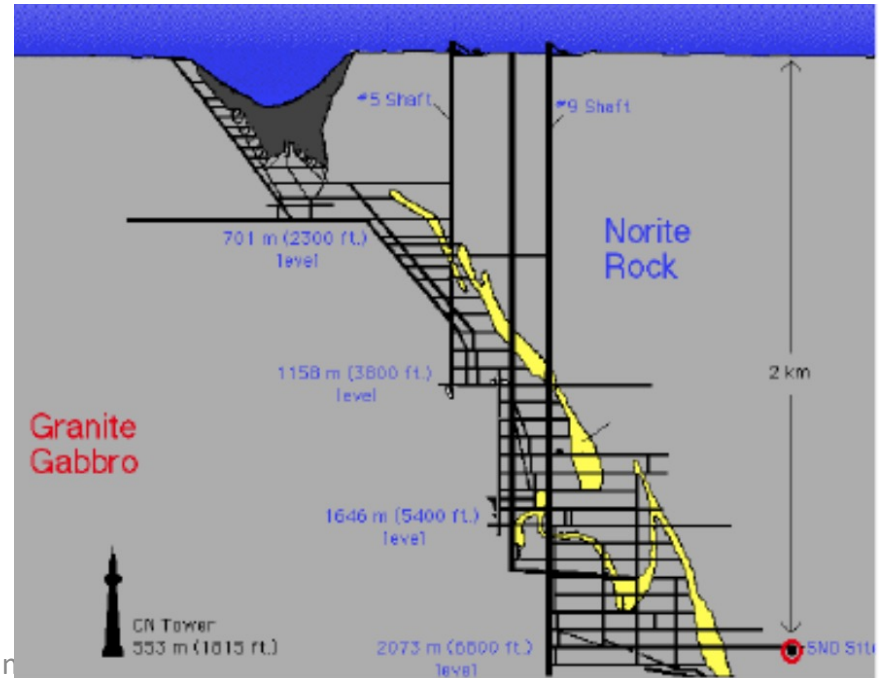 #5 Shaft
#9 Shaft
701 m (2300 ft.)
level
Norite
Rock
1158 m (3800 ft.)
level
2 km
Granite
Gabbro
1646 m (5400 ft.)
level
CN Tower
553 m (1815 ft.)
2073 m (6800 ft.)
level
SNO Site